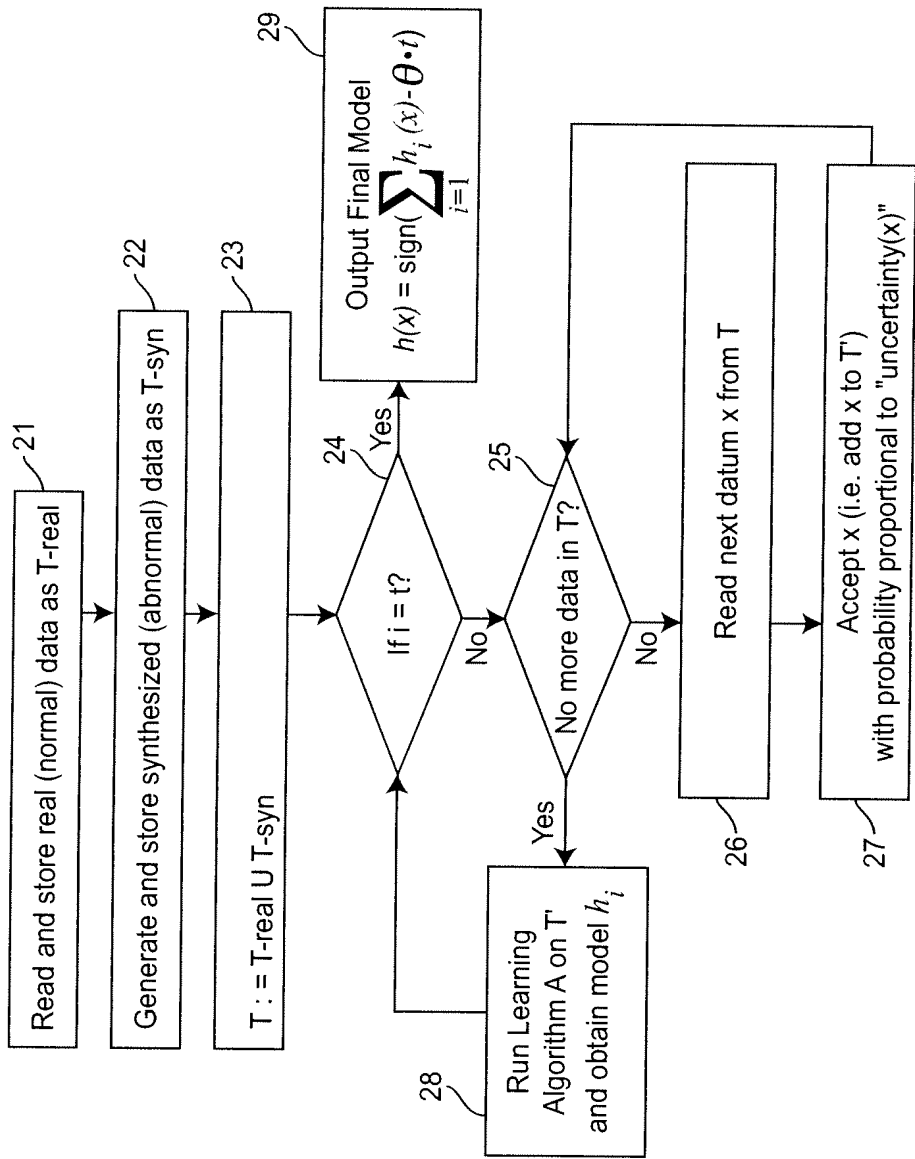 21
Read and store real (normal) data as T-real
22
Generate and store synthesized (abnormal) data as T-syn
23
T : = T-real U T-syn
24
If i = t?
Yes
29
Output Final Model
h(x) = sign( ∑ h_i (x)- θ • t)
i=1
No
25
No more data in T?
Yes
28
Run Learning
Algorithm A on T'
and obtain model h_i
No
26
Read next datum x from T
27
Accept x (i.e. add x to T')
with probability proportional to "uncertainty(x)"